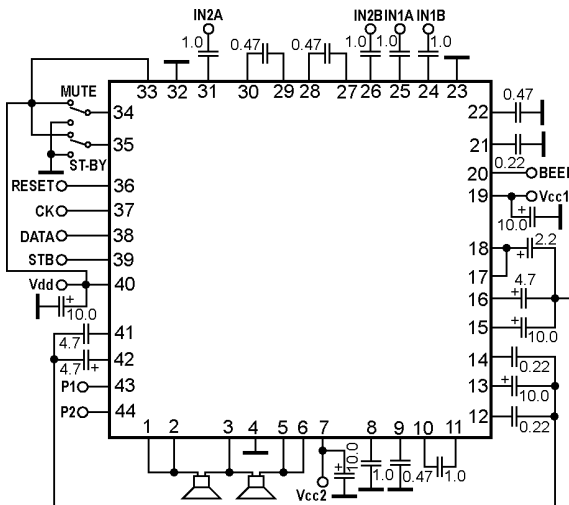 IN2A IN2B IN1A IN1B
1.0 0.47 0.47 1.0 1.0 1.0
33 32 31 30 29 28 27 26 25 24 23
MUTE
34
35
ST-BY
RESET 36
CK 37
DATA 38
STB 39
Vdd 40
10.0
41
4.7
42
4.7 +
P1 43
P2 44
22 0.47
21
0.22
20 BEEP
19 Vcc1
+
10.0
18 2.2
+
17
16 + 4.7
15 + 10.0
14 0.22
13 + 10.0
12 0.22
1 2 3 4 5 6 7 8 9 10 11
+ 10.0 1.0 0.47 1.0
Vcc2